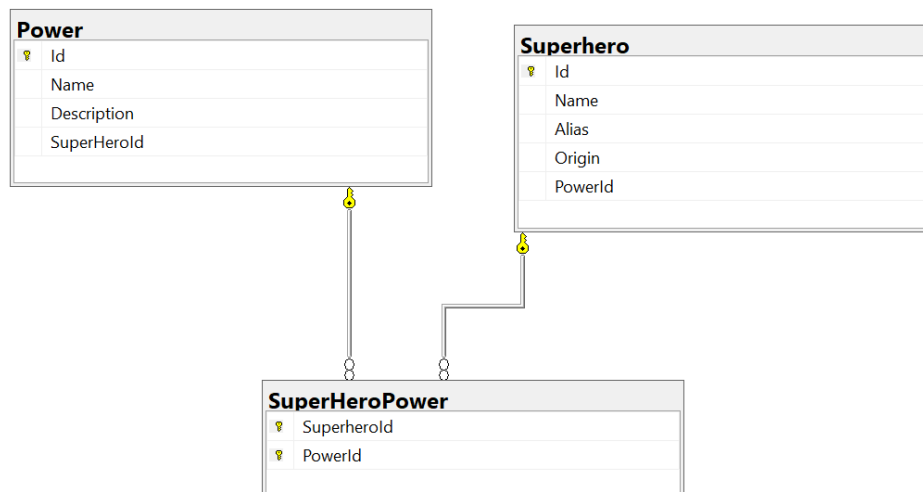 Power
Id
Name
Description
SuperHeroId
Superhero
Id
Name
Alias
Origin
PowerId
SuperHeroPower
SuperheroId
PowerId